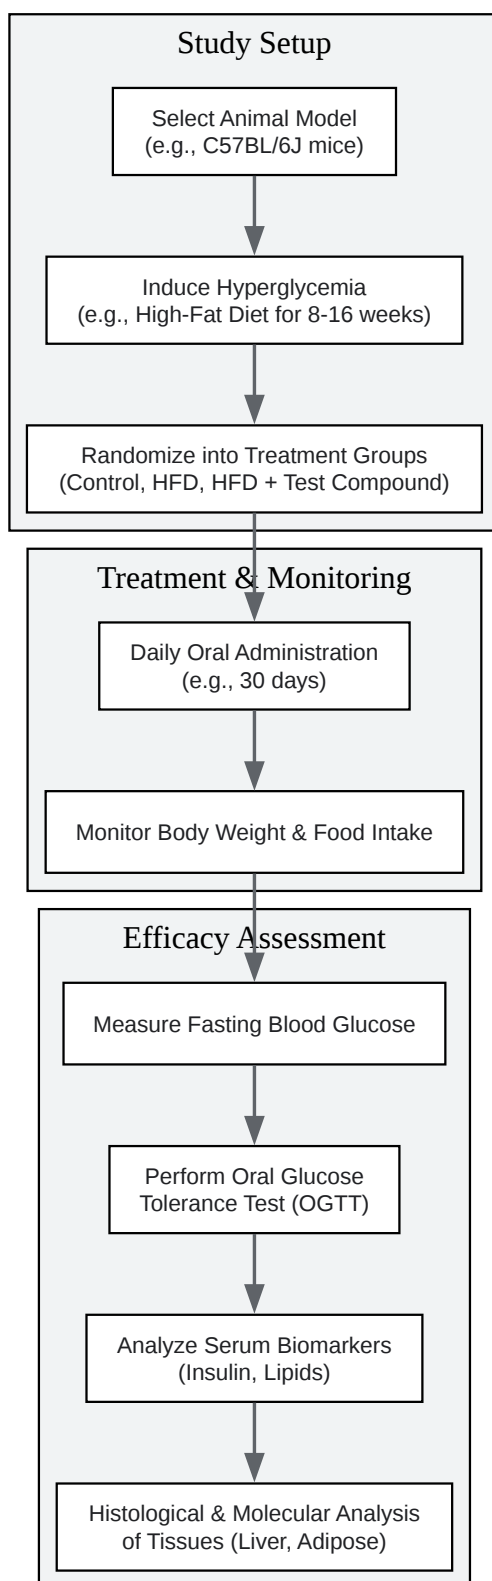 Study Setup
Select Animal Model
(e.g., C57BL/6J mice)
Induce Hyperglycemia
(e.g., High-Fat Diet for 8-16 weeks)
Randomize into Treatment Groups
(Control, HFD, HFD + Test Compound)
Treatment & Monitoring
Daily Oral Administration
(e.g., 30 days)
Monitor Body Weight & Food Intake
Efficacy Assessment
Measure Fasting Blood Glucose
Perform Oral Glucose
Tolerance Test (OGTT)
Analyze Serum Biomarkers
(Insulin, Lipids)
Histological & Molecular Analysis
of Tissues (Liver, Adipose)